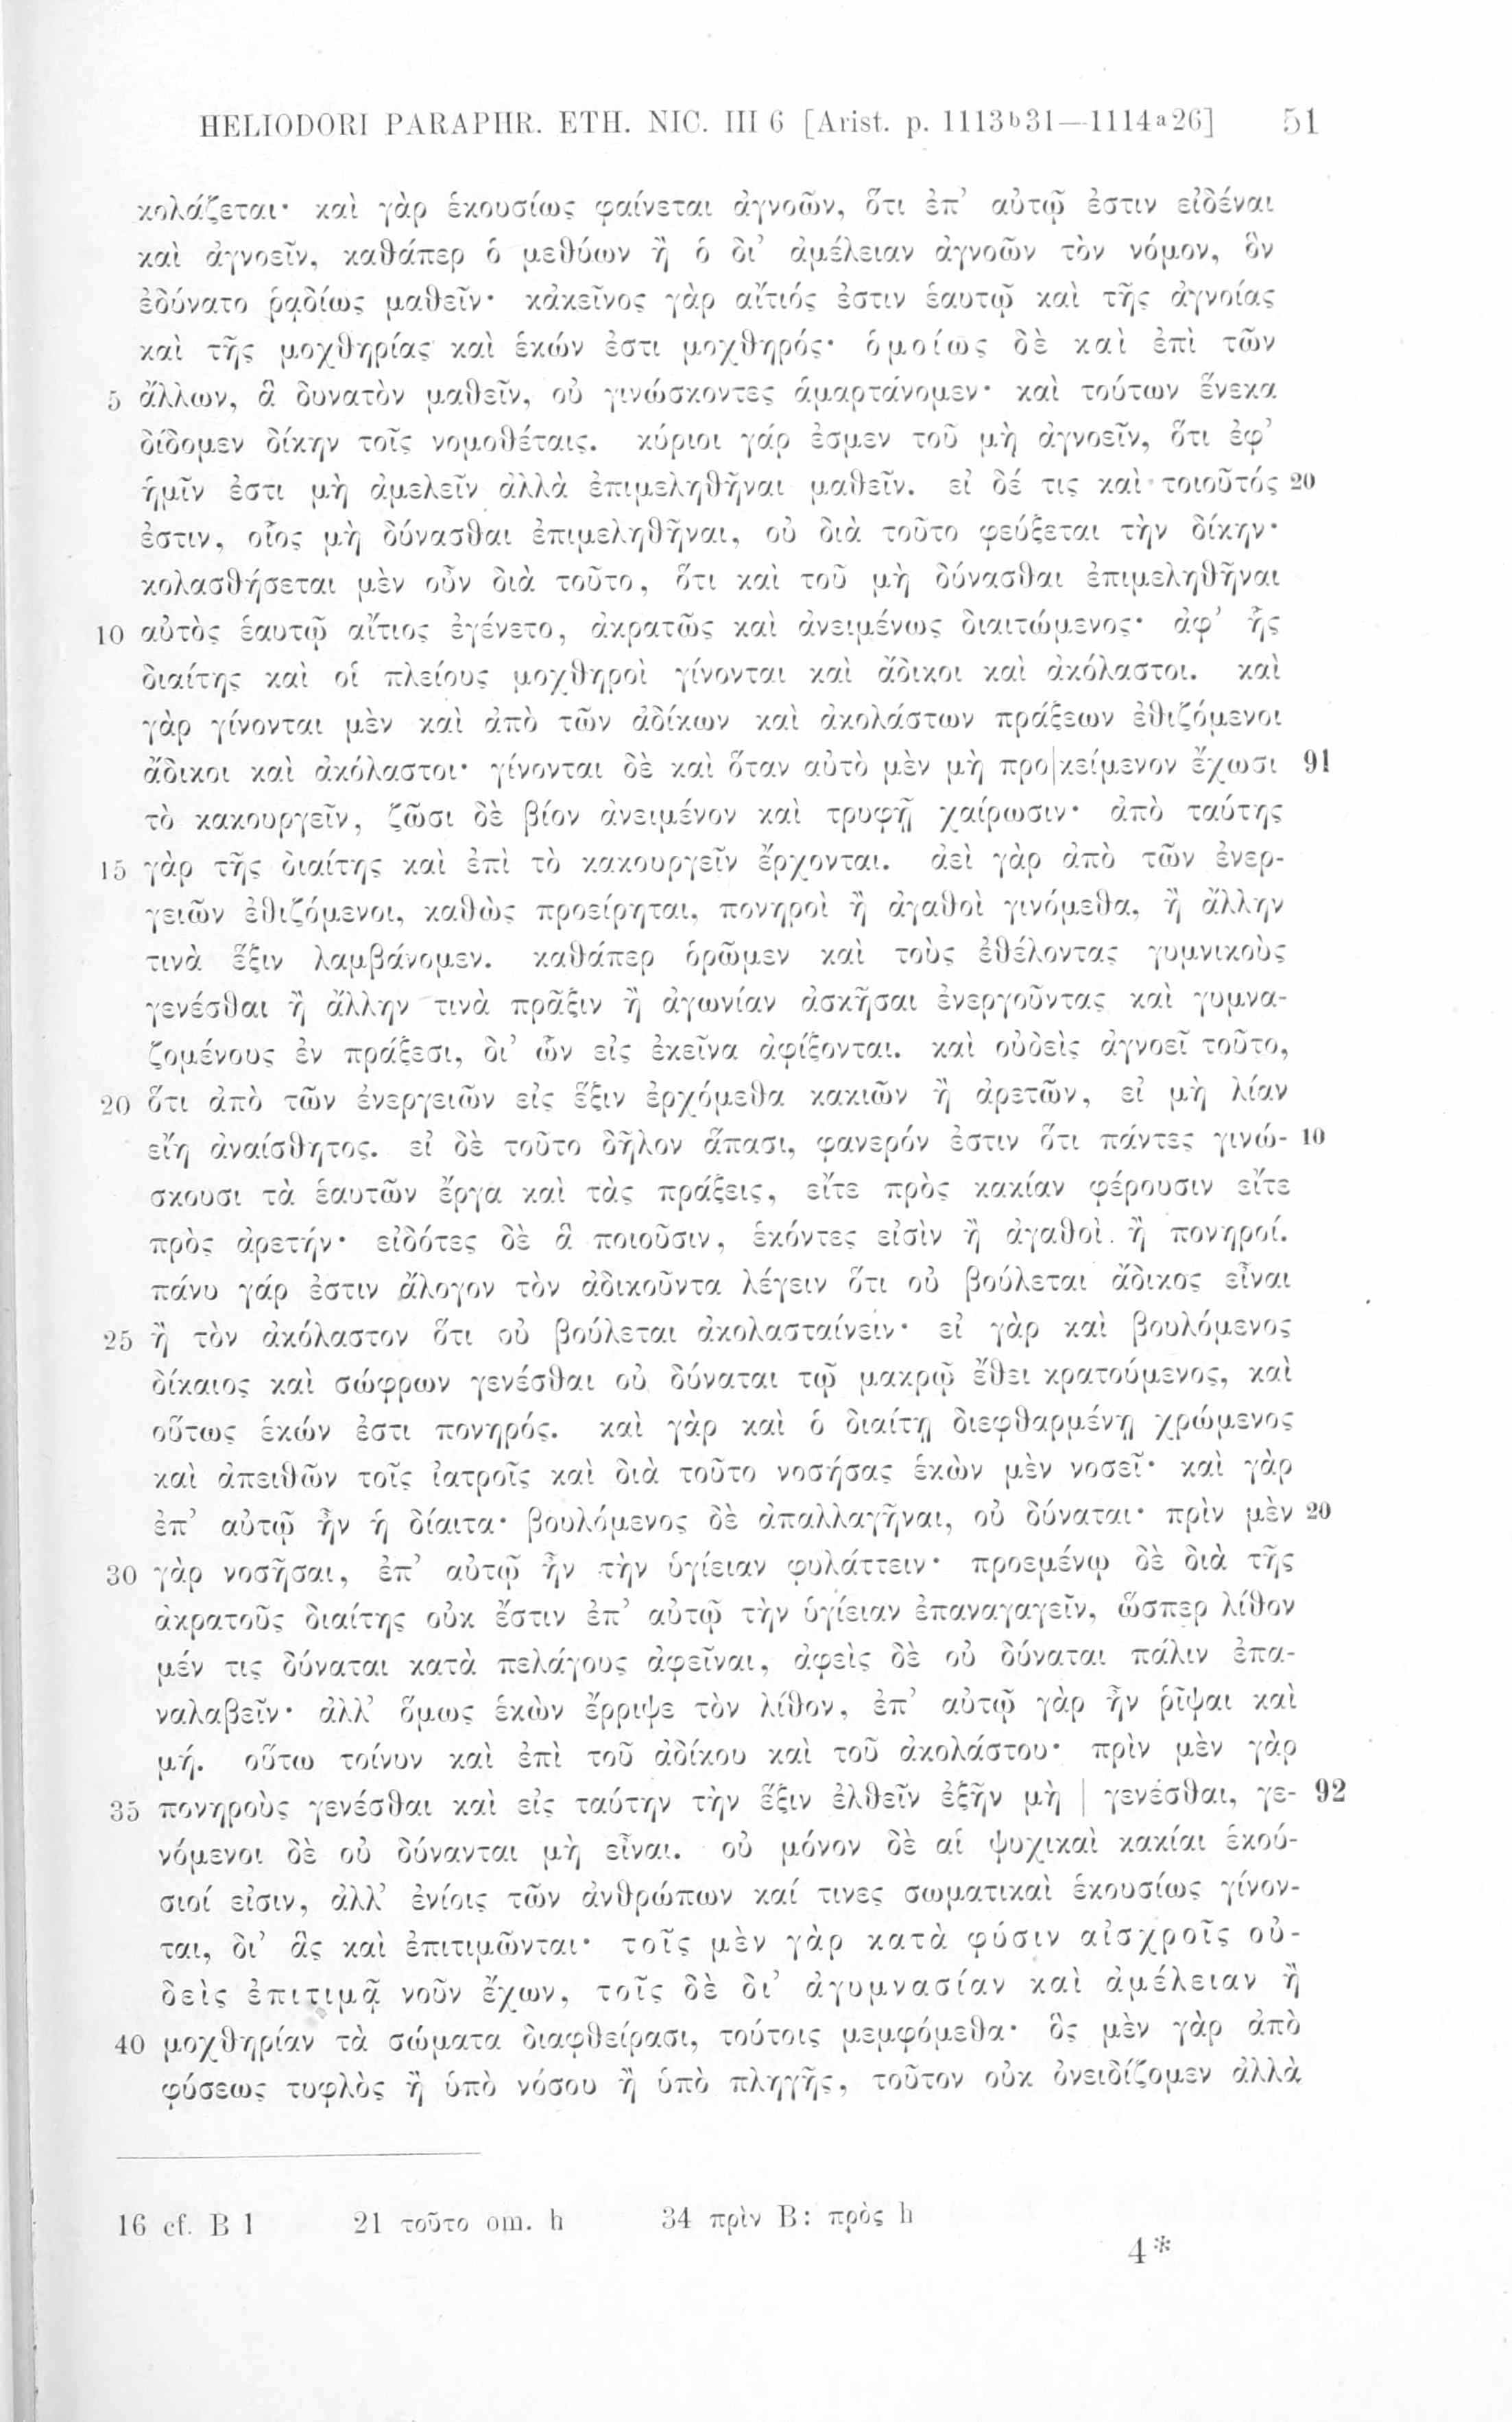 HELIODORI PARAPHR. ETH. NIC. III 6 [Arist. p. 1113b31—1114a26] 51
κολάζεται· καὶ γὰρ ἑκουσίως φαίνεται ἀγνοῶν, ὅτι ἐπ’ αὐτῷ ἐστιν εἰδέναι
καὶ ἀγνοεῖν, καθάπερ ὁ μεθύων ἢ ὁ δι’ ἀμέλειαν ἀγνοῶν τὸν νόμον, ὃν
ἐδύνατο ῥᾳδίως μαθεῖν· κἀκεῖνος γὰρ αἴτιός ἐστιν ἑαυτῷ καὶ τῆς ἀγνοίας
καὶ τῆς μοχθηρίας καὶ ἑκών ἐστι μοχθηρός· ὁμοίως δὲ καὶ ἐπὶ τῶν
5 ἄλλων, ἃ δυνατὸν μαθεῖν, οὐ γινώσκοντες ἁμαρτάνομεν· καὶ τούτων ἕνεκα
δίδομεν δίκην τοῖς νομοθέταις. κύριοι γάρ ἐσμεν τοῦ μὴ ἀγνοεῖν, ὅτι ἐφ’
ἡμῖν ἐστι μὴ ἀμελεῖν ἀλλὰ ἐπιμεληθῆναι μαθεῖν. εἰ δέ τις καὶ τοιοῦτός 20
ἐστιν, οἷος μὴ δύνασθαι ἐπιμεληθῆναι, οὐ διὰ τοῦτο φεύξεται τὴν δίκην·
κολασθήσεται μὲν οὖν διὰ τοῦτο, ὅτι καὶ τοῦ μὴ δύνασθαι ἐπιμεληθῆναι
10 αὐτὸς ἑαυτῷ αἴτιος ἐγένετο, ἀκρατῶς καὶ ἀνειμένως διαιτώμενος· ἀφ’ ἧς
διαίτης καὶ οἱ πλείους μοχθηροὶ γίνονται καὶ ἄδικοι καὶ ἀκόλαστοι. καὶ
γὰρ γίνονται μὲν καὶ ἀπὸ τῶν ἀδίκων καὶ ἀκολάστων πράξεων ἐθιζόμενοι
ἄδικοι καὶ ἀκόλαστοι· γίνονται δὲ καὶ ὅταν αὐτὸ μὲν μὴ προ|κείμενον ἔχωσι 91
τὸ κακουργεῖν, ζῶσι δὲ βίον ἀνειμένον καὶ τρυφῇ χαίρωσιν· ἀπὸ ταύτης
15 γὰρ τῆς διαίτης καὶ ἐπὶ τὸ κακουργεῖν ἔρχονται. ἀεὶ γὰρ ἀπὸ τῶν ἐνερ-
γειῶν ἐθιζόμενοι, καθὼς προείρηται, πονηροὶ ἢ ἀγαθοὶ γινόμεθα, ἢ ἄλλην
τινὰ ἕξιν λαμβάνομεν. καθάπερ ὁρῶμεν καὶ τοὺς ἐθέλοντας γυμνικοὺς
γενέσθαι ἢ ἄλλην τινὰ πρᾶξιν ἢ ἀγωνίαν ἀσκῆσαι ἐνεργοῦντας καὶ γυμνα-
ζομένους ἐν πράξεσι, δι’ ὧν εἰς ἐκεῖνα ἀφίξονται. καὶ οὐδεὶς ἀγνοεῖ τοῦτο,
20 ὅτι ἀπὸ τῶν ἐνεργειῶν εἰς ἕξιν ἐρχόμεθα κακιῶν ἢ ἀρετῶν, εἰ μὴ λίαν
εἴη ἀναίσθητος. εἰ δὲ τοῦτο δῆλον ἅπασι, φανερόν ἐστιν ὅτι πάντες γινώ- 10
σκουσι τὰ ἑαυτῶν ἔργα καὶ τὰς πράξεις, εἴτε πρὸς κακίαν φέρουσιν εἴτε
πρὸς ἀρετήν· εἰδότες δὲ ἃ ποιοῦσιν, ἑκόντες εἰσὶν ἢ ἀγαθοὶ ἢ πονηροί.
πάνυ γάρ ἐστιν ἄλογον τὸν ἀδικοῦντα λέγειν ὅτι οὐ βούλεται ἄδικος εἶναι
25 ἢ τὸν ἀκόλαστον ὅτι οὐ βούλεται ἀκολασταίνειν· εἰ γὰρ καὶ βουλόμενος
δίκαιος καὶ σώφρων γενέσθαι οὐ δύναται τῷ μακρῷ ἔθει κρατούμενος, καὶ
οὕτως ἑκών ἐστι πονηρός. καὶ γὰρ καὶ ὁ διαίτῃ διεφθαρμένῃ χρώμενος
καὶ ἀπειθῶν τοῖς ἰατροῖς καὶ διὰ τοῦτο νοσήσας ἑκὼν μὲν νοσεῖ· καὶ γὰρ
ἐπ’ αὐτῷ ἦν ἡ δίαιτα· βουλόμενος δὲ ἀπαλλαγῆναι, οὐ δύναται· πρὶν μὲν 20
30 γὰρ νοσῆσαι, ἐπ’ αὐτῷ ἦν τὴν ὑγίειαν φυλάττειν· προεμένῳ δὲ διὰ τῆς
ἀκρατοῦς διαίτης οὐκ ἔστιν ἐπ’ αὐτῷ τὴν ὑγίειαν ἐπαναγαγεῖν, ὥσπερ λίθον
μέν τις δύναται κατὰ πελάγους ἀφεῖναι, ἀφεὶς δὲ οὐ δύναται πάλιν ἐπα-
ναλαβεῖν· ἀλλ’ ὅμως ἑκὼν ἔρριψε τὸν λίθον, ἐπ’ αὐτῷ γὰρ ἦν ῥῖψαι καὶ
μή. οὕτω τοίνυν καὶ ἐπὶ τοῦ ἀδίκου καὶ τοῦ ἀκολάστου· πρὶν μὲν γὰρ
35 πονηροὺς γενέσθαι καὶ εἰς ταύτην τὴν ἕξιν ἐλθεῖν ἐξῆν μὴ | γενέσθαι, γε- 92
νόμενοι δὲ οὐ δύνανται μὴ εἶναι. οὐ μόνον δὲ αἱ ψυχικαὶ κακίαι ἑκού-
σιοί εἰσιν, ἀλλ’ ἐνίοις τῶν ἀνθρώπων καί τινες σωματικαὶ ἑκουσίως γίνον-
ται, δι’ ἃς καὶ ἐπιτιμῶνται· τοῖς μὲν γὰρ κατὰ φύσιν αἰσχροῖς οὐ-
δεὶς ἐπιτιμᾷ νοῦν ἔχων, τοῖς δὲ δι’ ἀγυμνασίαν καὶ ἀμέλειαν ἢ
40 μοχθηρίαν τὰ σώματα διαφθείρασι, τούτοις μεμφόμεθα· ὃς μὲν γὰρ ἀπὸ
φύσεως τυφλὸς ἢ ὑπὸ νόσου ἢ ὑπὸ πληγῆς, τοῦτον οὐκ ὀνειδίζομεν ἀλλὰ
16 cf. B 1 21 τοῦτο om. h 34 πρὶν B: πρὸς h
4*